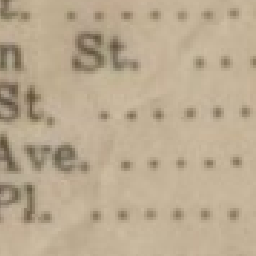 t. . . . . . . .
n St. . . .
St. . . . . . .
Ave. . . . . .
Pl. . . . . . .